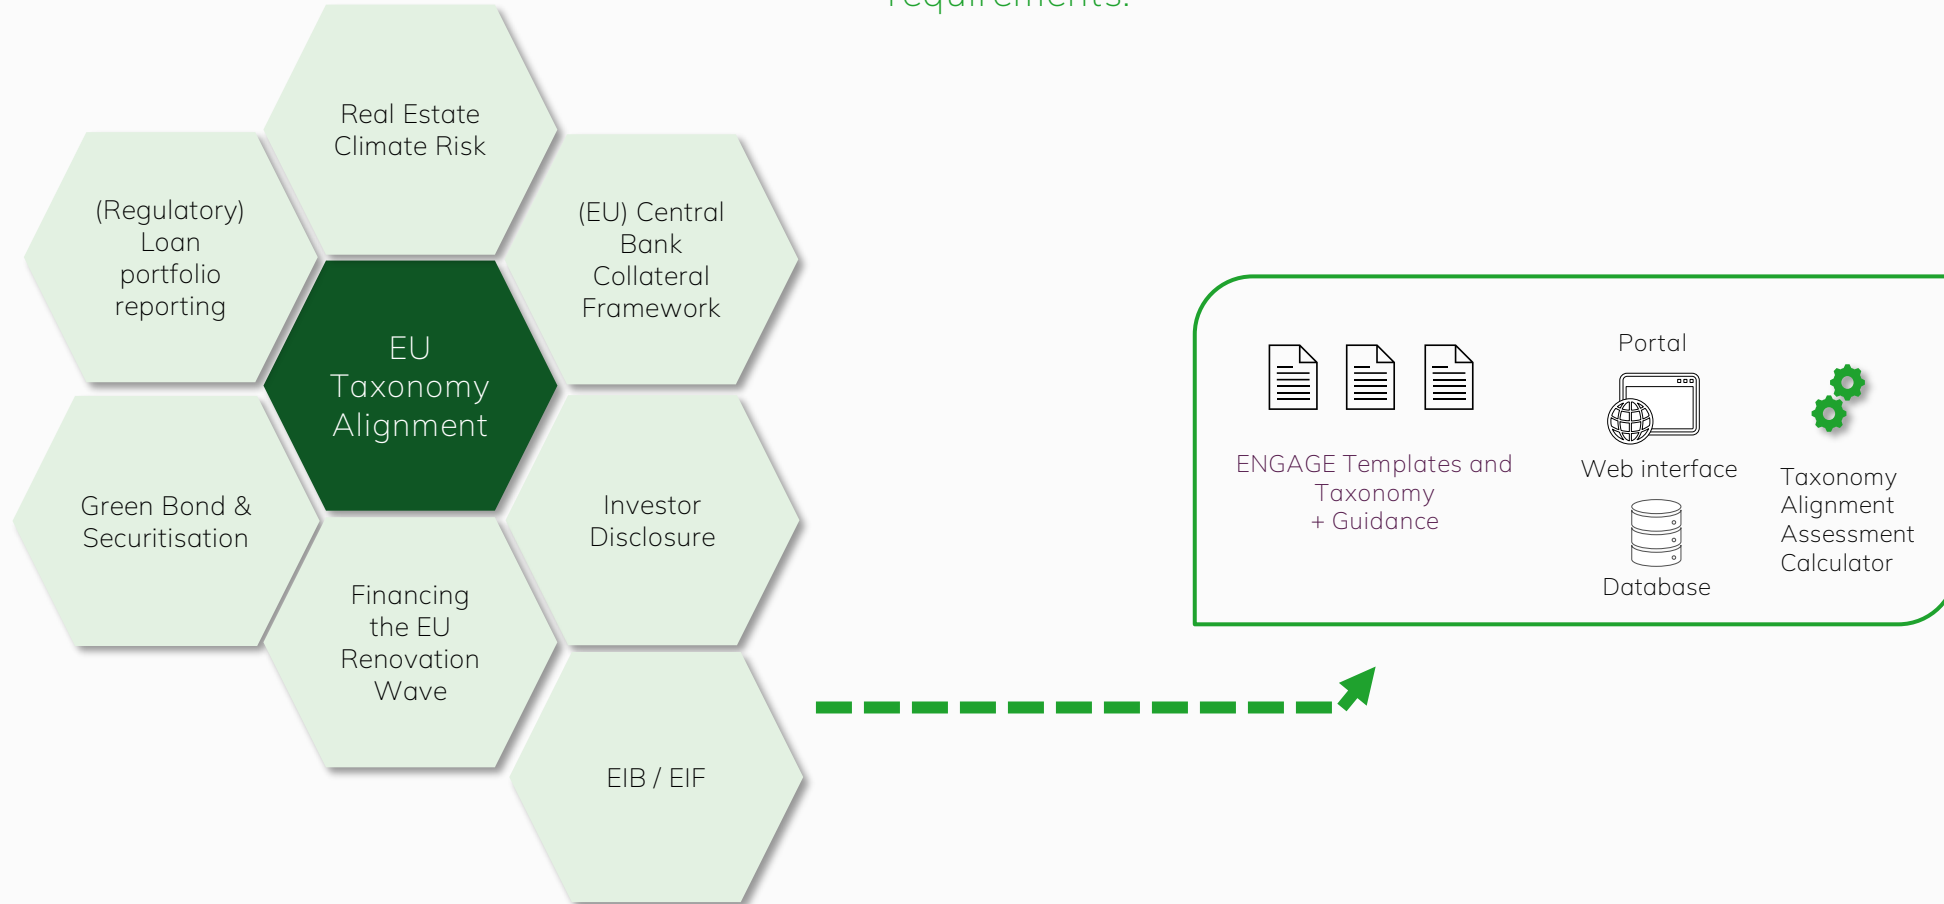 requirements.
Real Estate
Climate Risk
(Regulatory)
Loan
portfolio
reporting
(EU) Central
Bank
Collateral
Framework
EU
Taxonomy
Alignment
Green Bond &
Securitisation
Investor
Disclosure
Financing
the EU
Renovation
Wave
EIB / EIF
ENGAGE Templates and
Taxonomy
+ Guidance
Portal
Web interface
Database
Taxonomy
Alignment
Assessment
Calculator